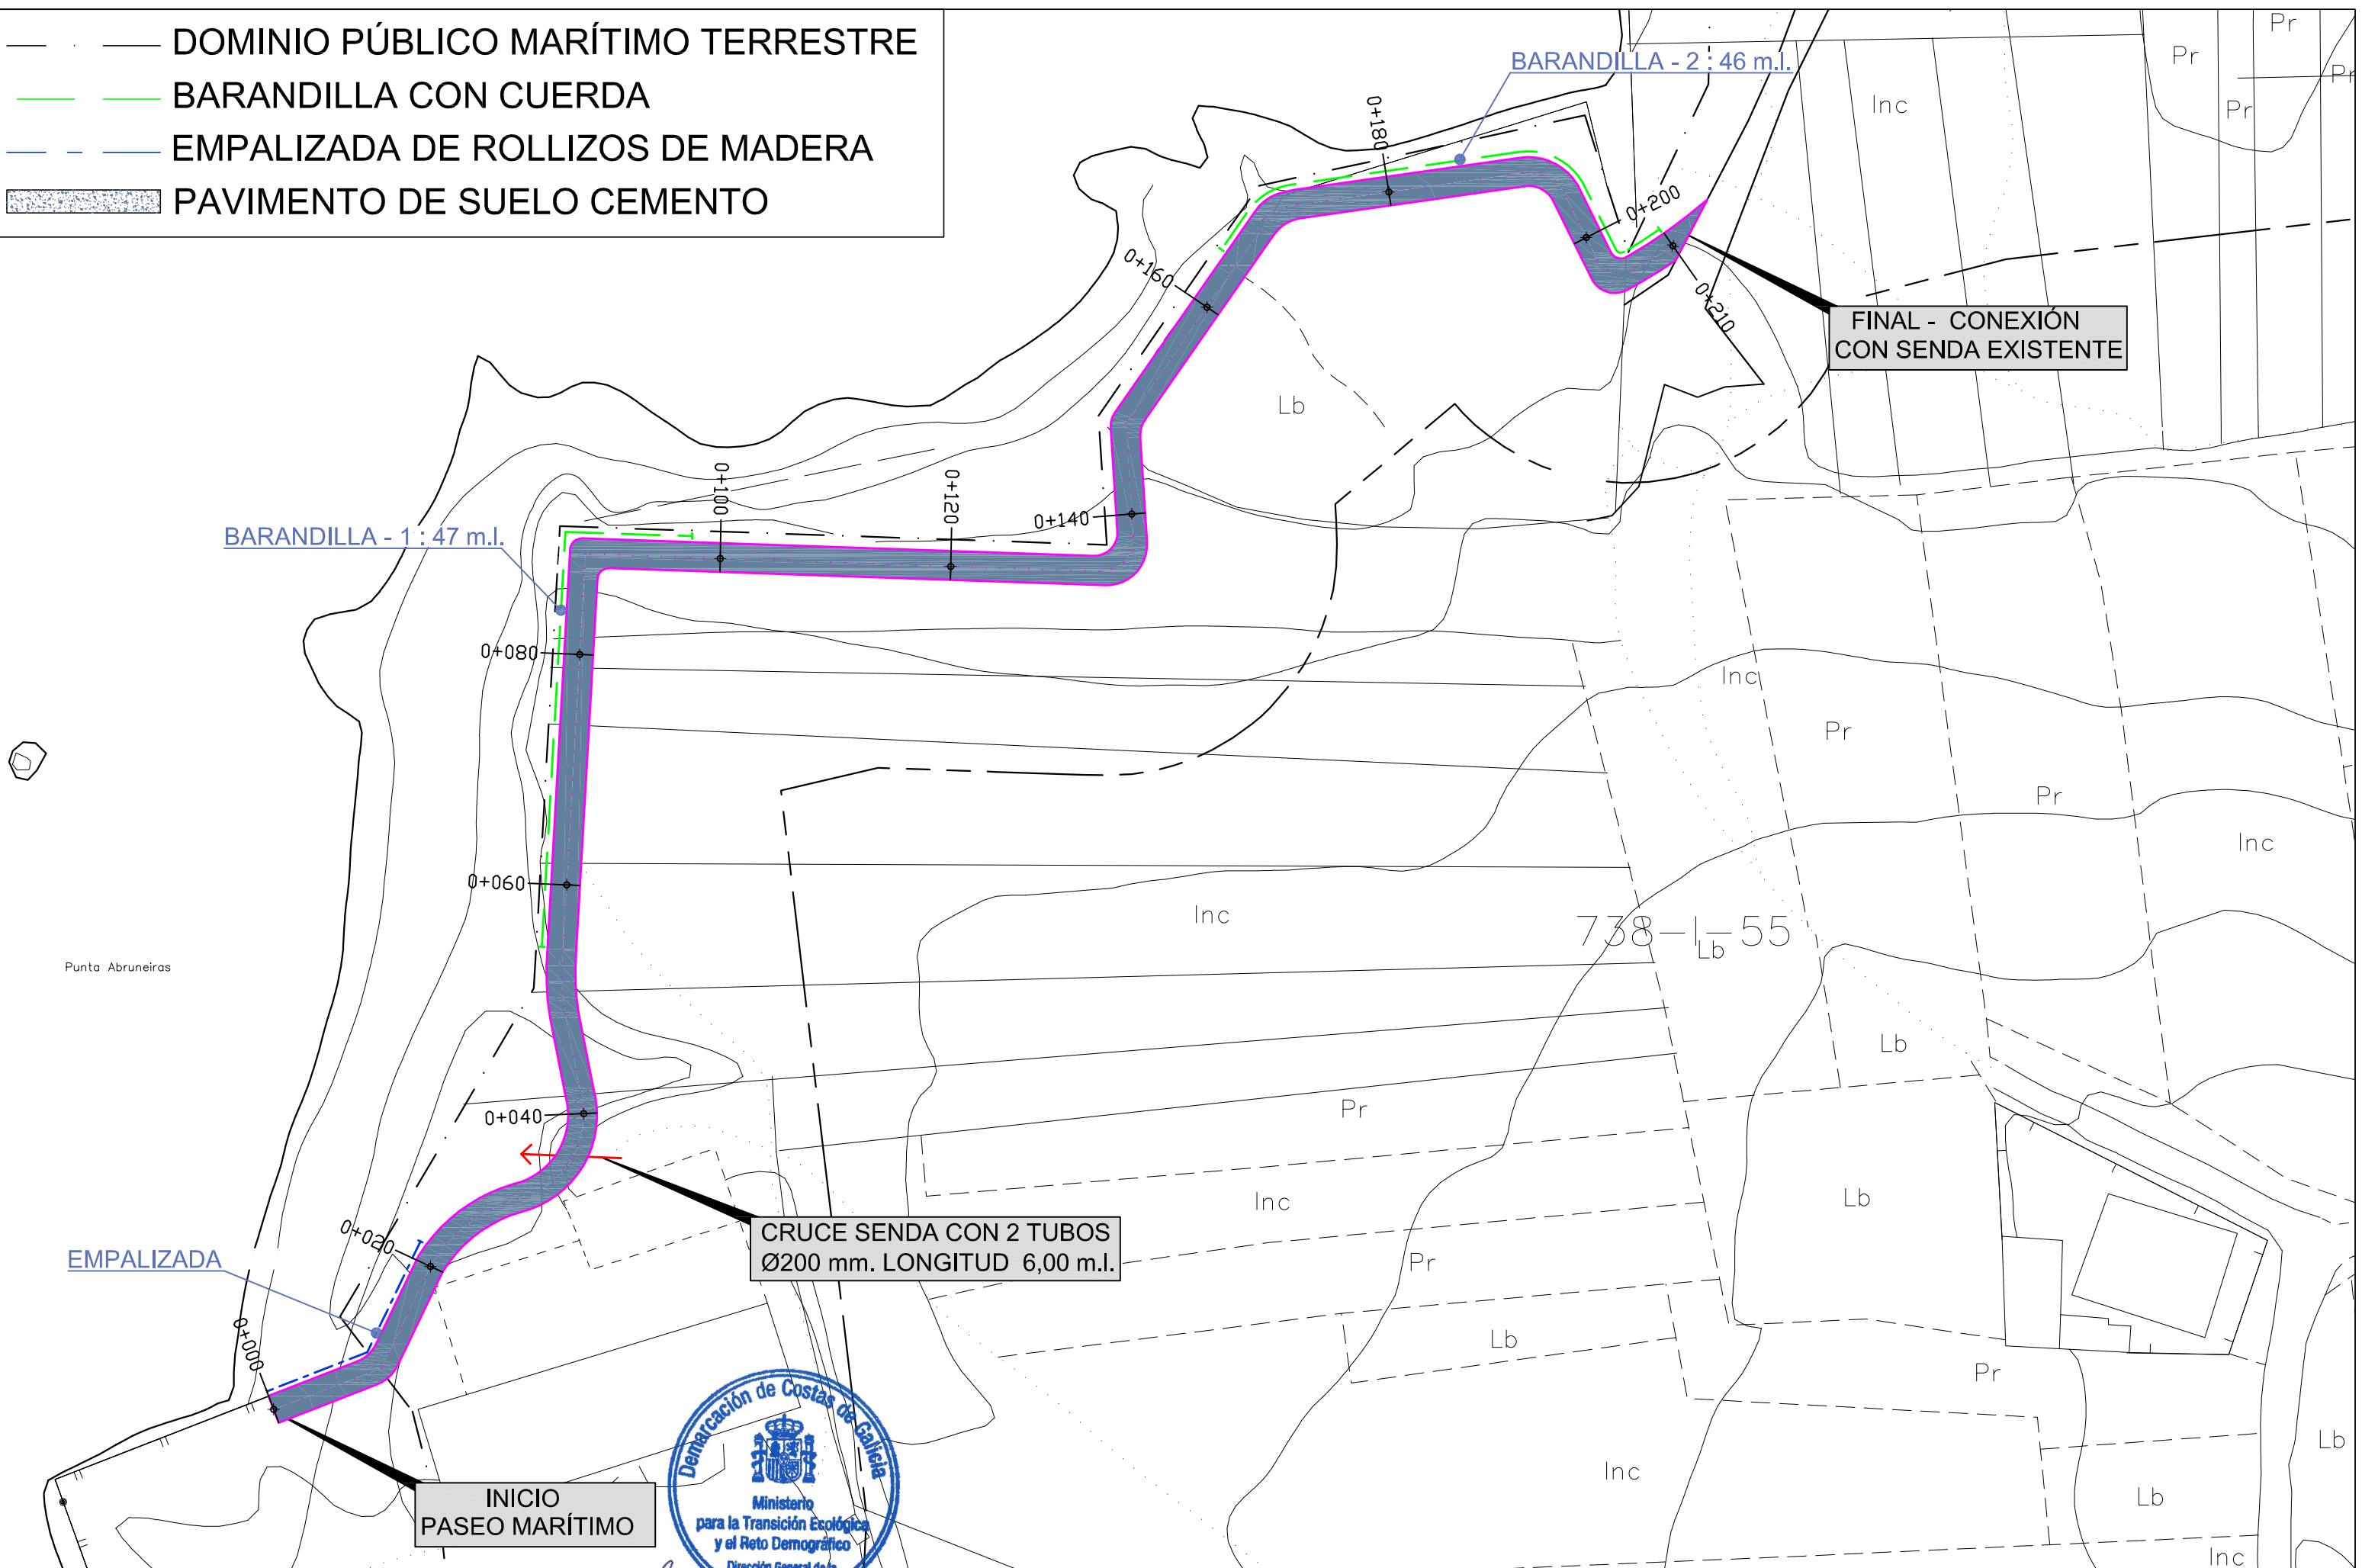 DOMINIO PÚBLICO MARÍTIMO TERRESTRE
BARANDILLA CON CUERDA
EMPALIZADA DE ROLLIZOS DE MADERA
PAVIMENTO DE SUELO CEMENTO
BARANDILLA - 2 : 46 m.l.
Pr
Pr
Pr
Pr
Inc
0+180
0+200
0+160
0+210
FINAL - CONEXIÓN
CON SENDA EXISTENTE
Lb
0+100
0+120
0+140
BARANDILLA - 1 : 47 m.l.
0+080
Inc
Pr
Pr
Inc
0+060
Inc
738-I-55
Lb
Punta Abruneiras
Lb
Pr
0+040
Inc
Lb
CRUCE SENDA CON 2 TUBOS
Ø200 mm. LONGITUD 6,00 m.l.
0+020
EMPALIZADA
Pr
Lb
0+000
Pr
Lb
Inc
Lb
Inc
INICIO
PASEO MARÍTIMO
Demarcación de Costas de Galicia
Ministerio
para la Transición Ecológica
y el Reto Demográfico
Dirección General de la